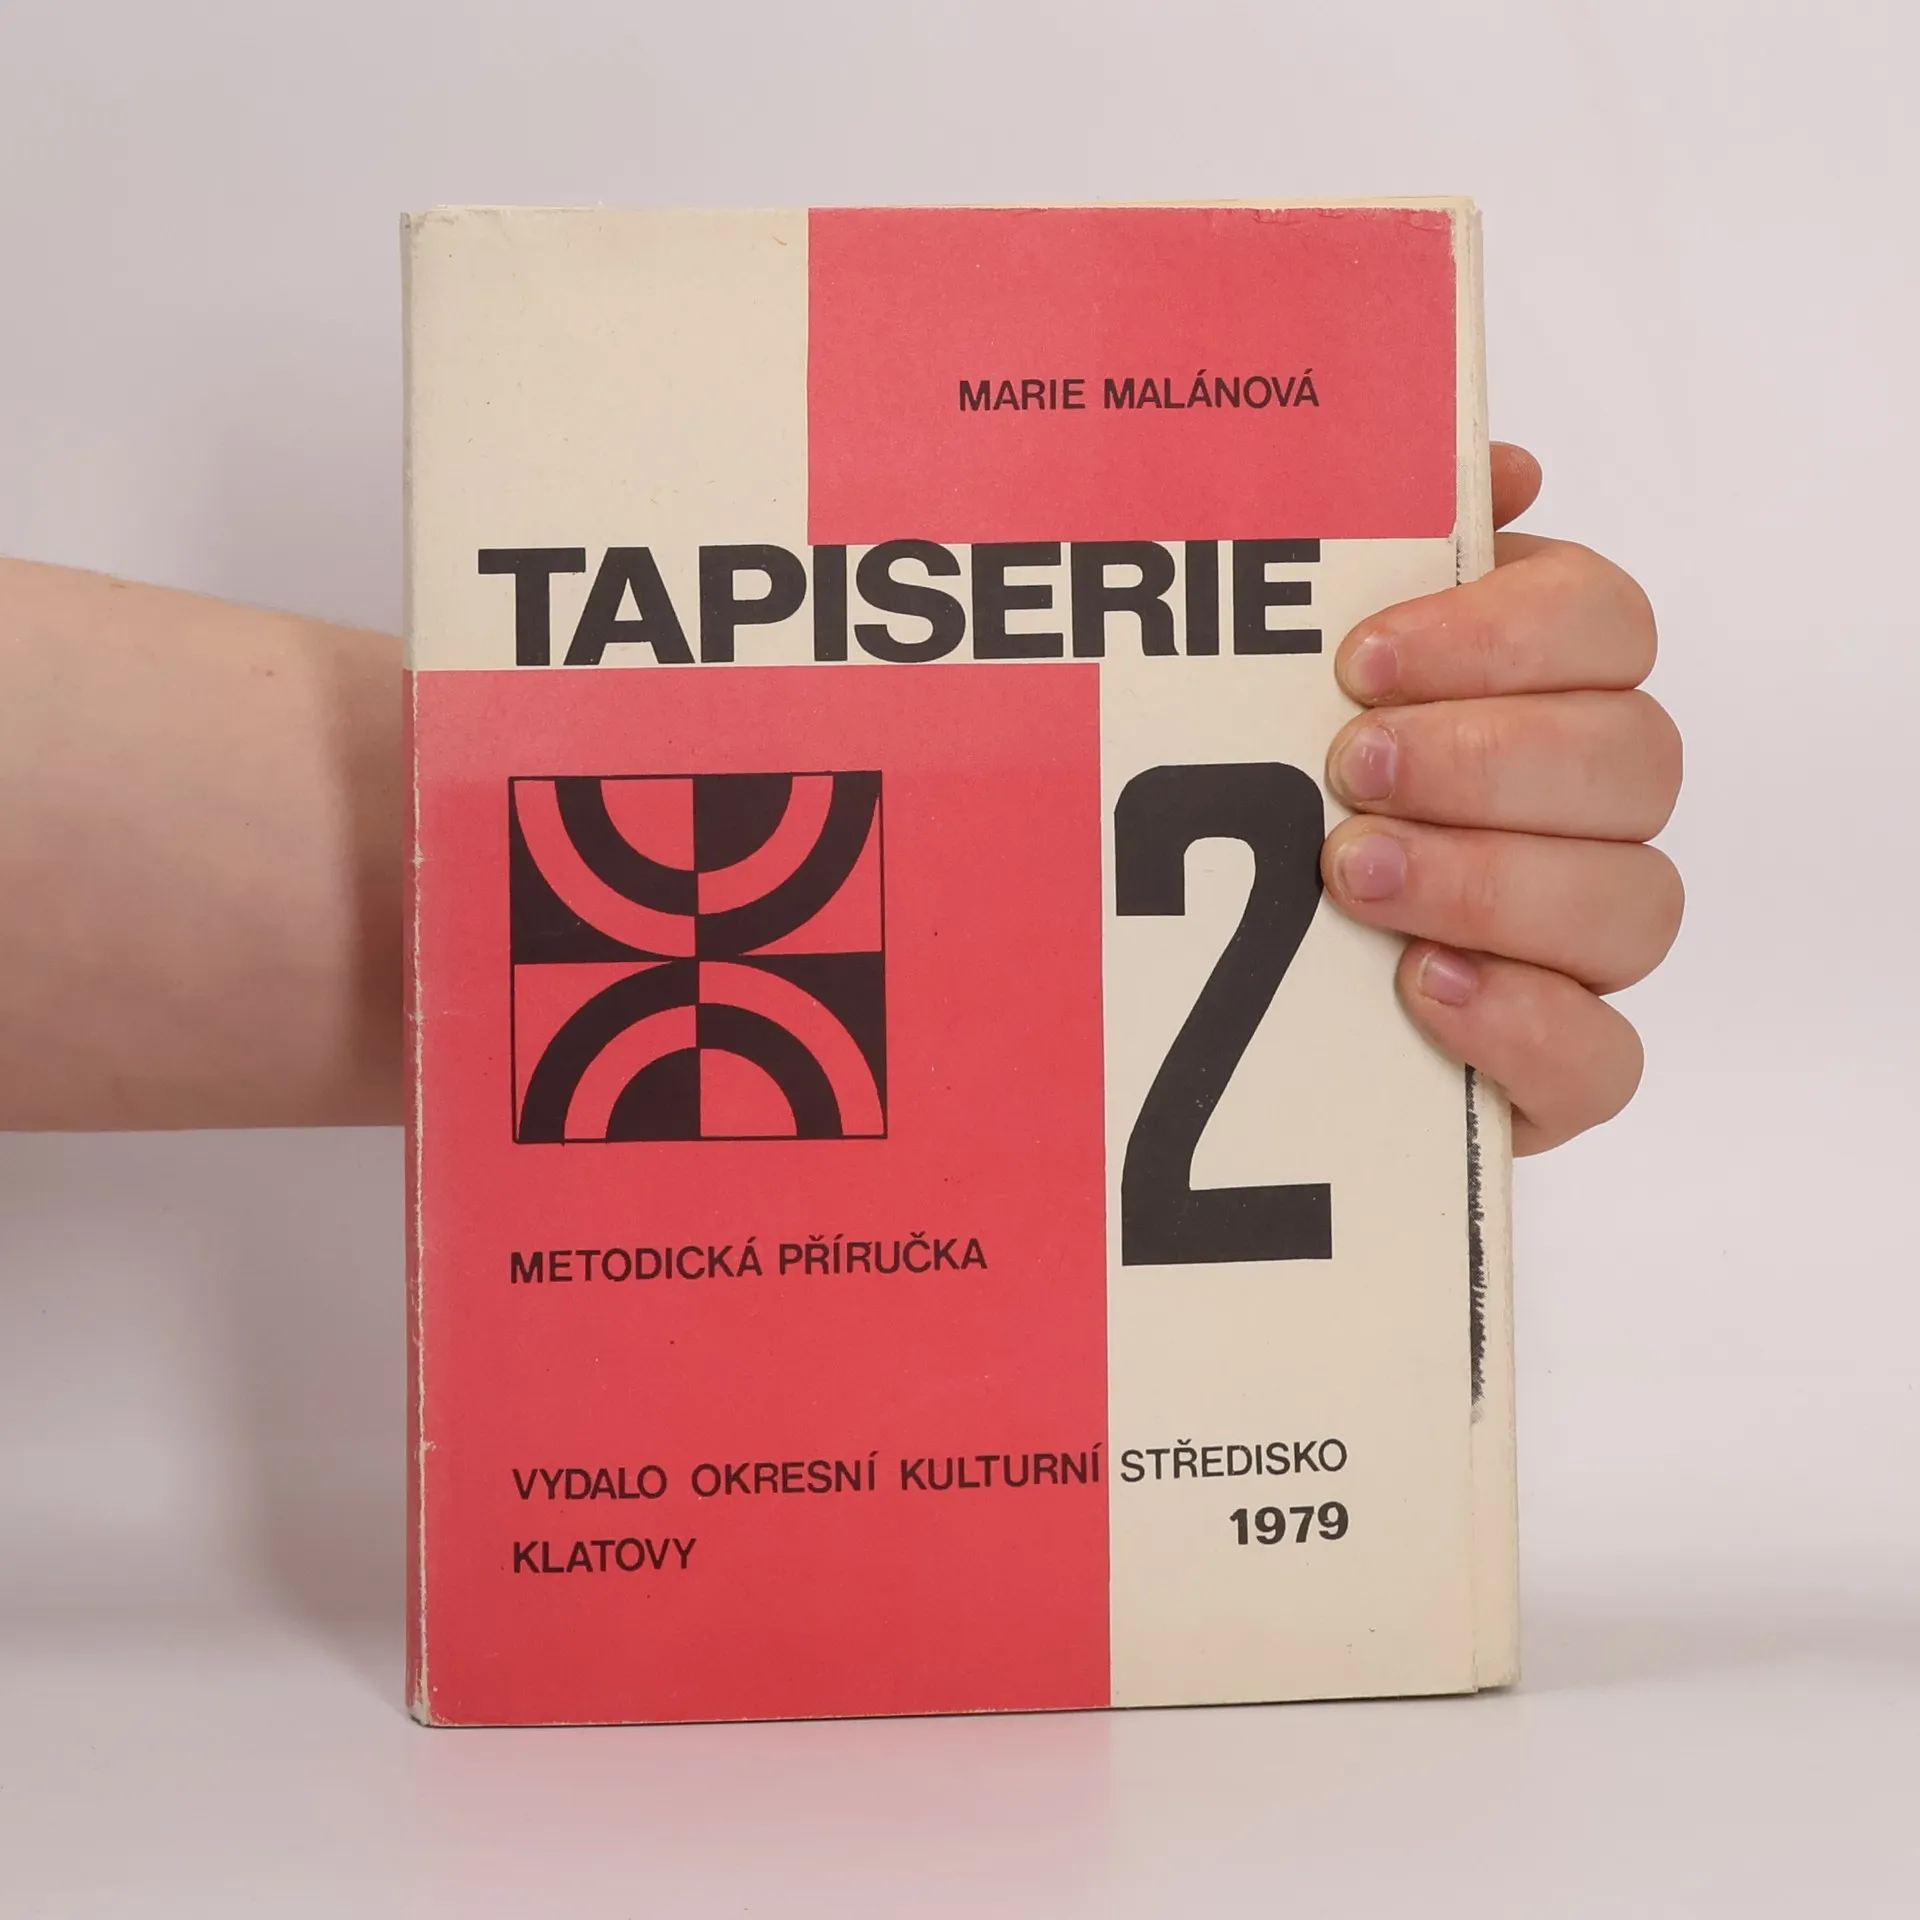 MARIE MALÁNOVÁ
TAPISERIE
2
METODICKÁ PŘÍRUČKA
VYDALO OKRESNÍ KULTURNÍ STŘEDISKO
KLATOVY 1979